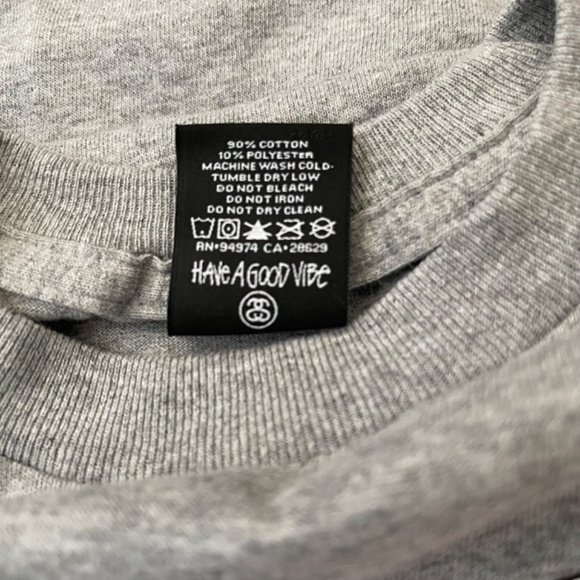 90% COTTON
10% POLYESTER
MACHINE WASH COLD-
TUMBLE DRY LOW
DO NOT BLEACH
DO NOT IRON
DO NOT DRY CLEAN
RN•94974 CA•28629
HAVE A GOOD VIBE